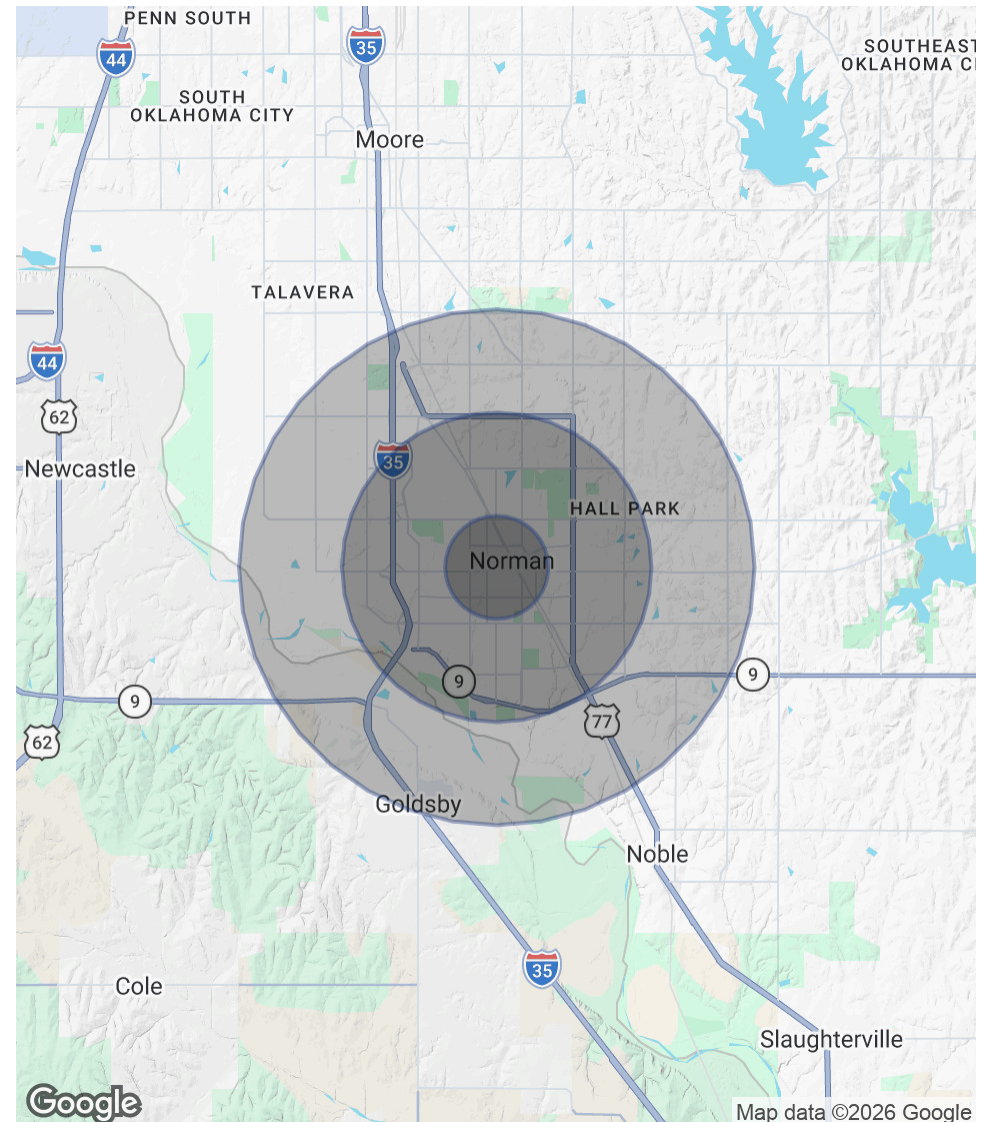 PENN SOUTH
44
35
SOUTHEAST
OKLAHOMA CI
SOUTH
OKLAHOMA CITY
Moore
TALAVERA
44
62
35
Newcastle
HALL PARK
Norman
9
9
9
62
77
Goldsby
Noble
35
Cole
Slaughterville
Google
Map data ©2026 Google